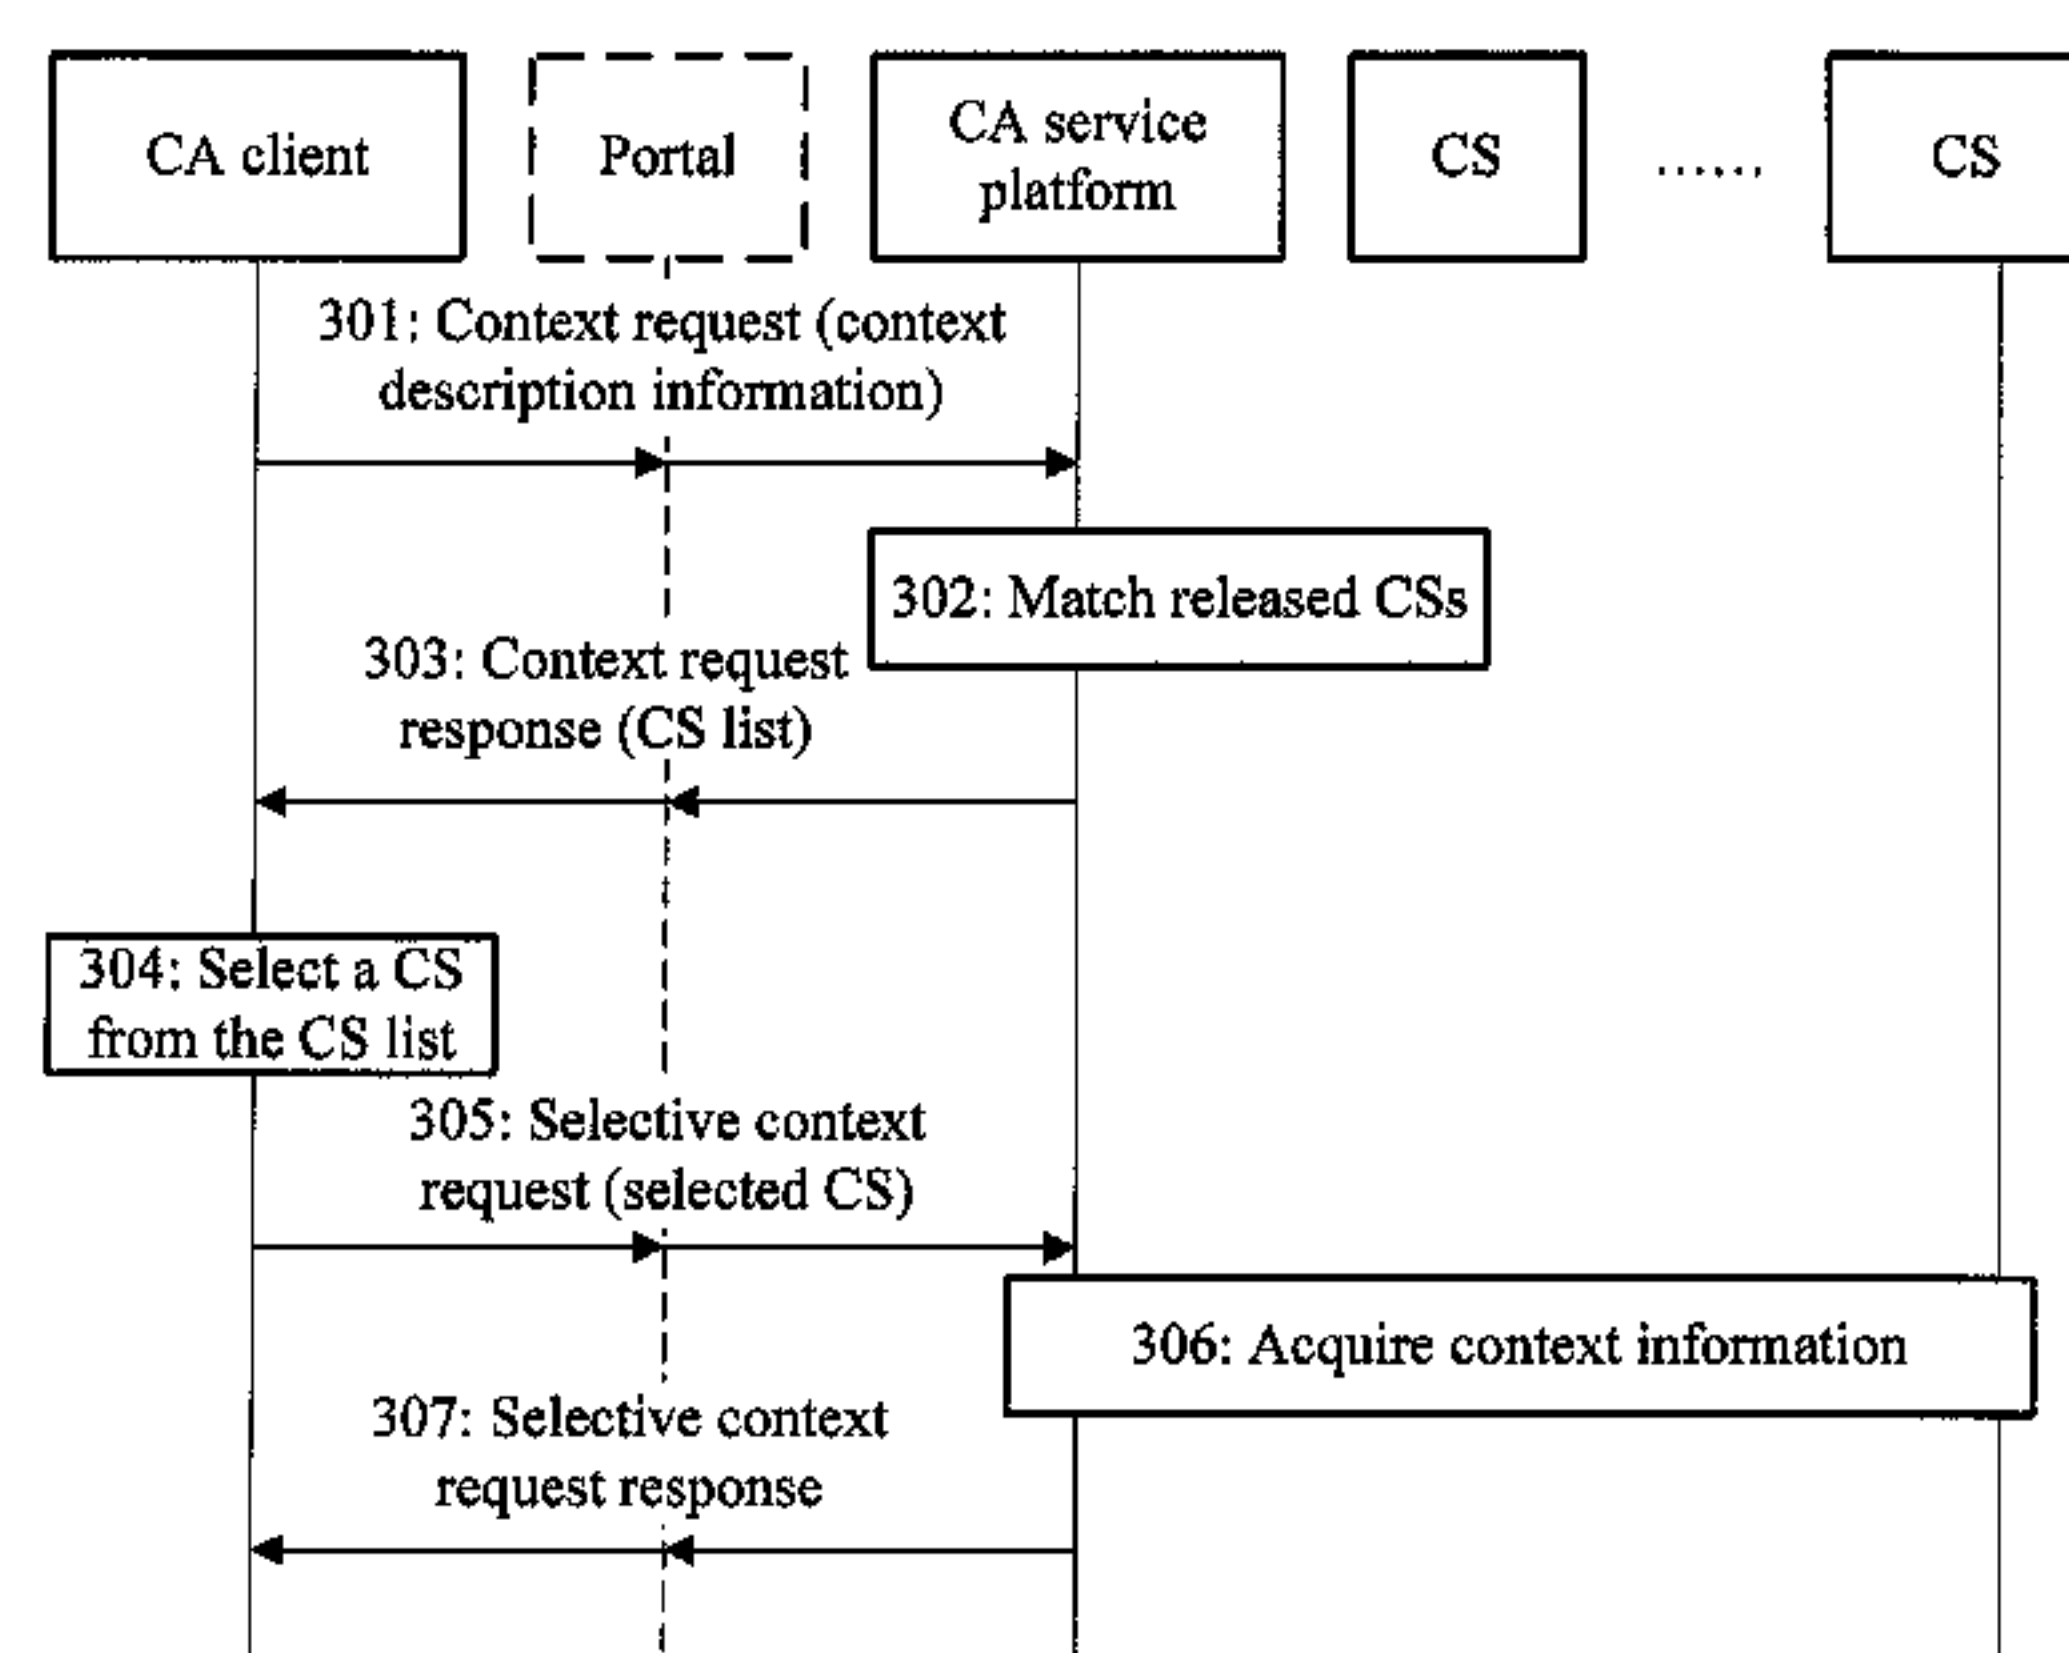 CA client
Portal
CA service
platform
CS
......
CS
301: Context request (context
description information)
302: Match released CSs
303: Context request
response (CS list)
304: Select a CS
from the CS list
305: Selective context
request (selected CS)
306: Acquire context information
307: Selective context
request response